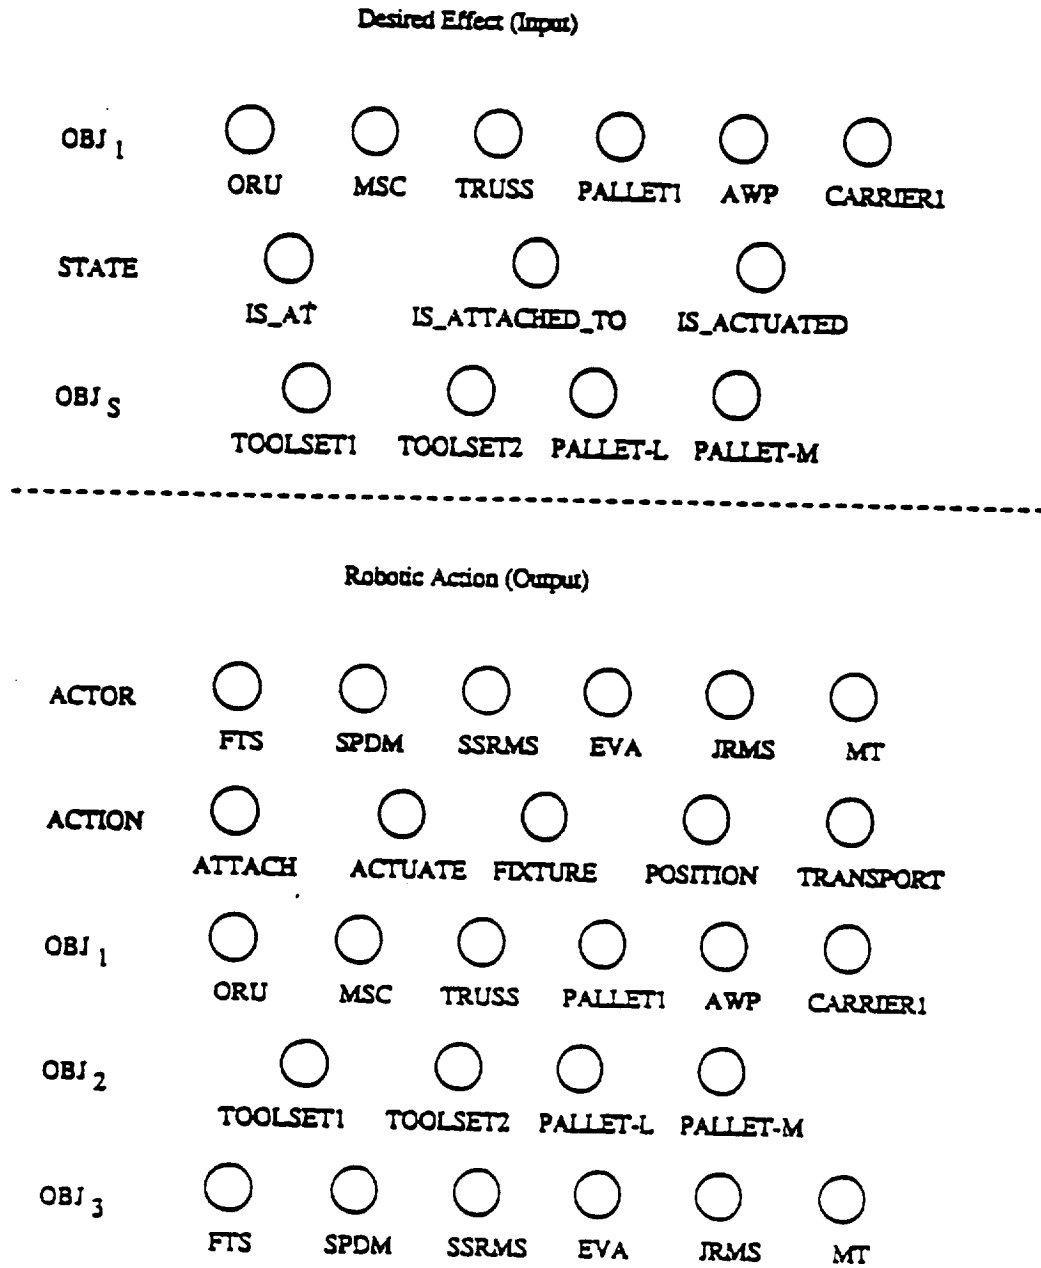 Desired Effect (Input)
OBJ 1
ORU MSC TRUSS PALLET1 AWP CARRIER1
STATE
IS_AT IS_ATTACHED_TO IS_ACTUATED
OBJ S
TOOLSET1 TOOLSET2 PALLET-L PALLET-M
Robotic Action (Output)
ACTOR
FTS SPDM SSRMS EVA JRMS MT
ACTION
ATTACH ACTUATE FIXTURE POSITION TRANSPORT
OBJ 1
ORU MSC TRUSS PALLET1 AWP CARRIER1
OBJ 2
TOOLSET1 TOOLSET2 PALLET-L PALLET-M
OBJ 3
FTS SPDM SSRMS EVA JRMS MT